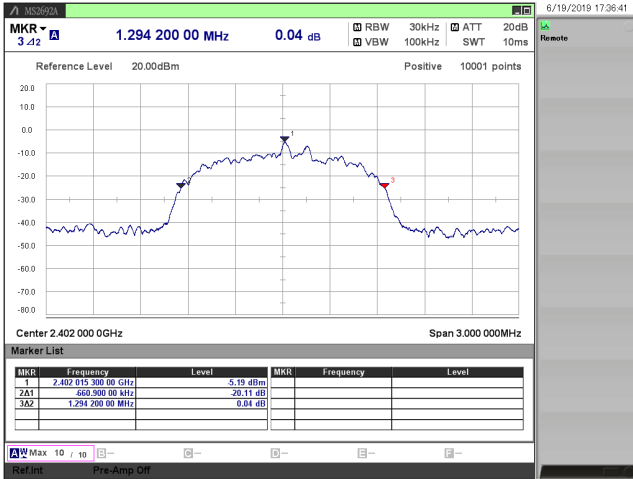 MS2692A
6/19/2019 17:36:41
MKR
3 Δ2
A
1.294 200 00 MHz
0.04 dB
M RBW 30kHz M ATT 20dB
M VBW 100kHz SWT 10ms
Remote
Reference Level 20.00dBm Positive 10001 points
20.0
10.0
0.0
-10.0
-20.0
-30.0
-40.0
-50.0
-60.0
-70.0
-80.0
1
3
Center 2.402 000 0GHz Span 3.000 000MHz
Marker List
MKR Frequency Level MKR Frequency Level
1 2.402 015 300 00 GHz -5.19 dBm
2Δ1 -660.900 00 kHz -20.11 dB
3Δ2 1.294 200 00 MHz 0.04 dB
A W Max 10 / 10 B- C- D- E- F-
Ref.Int Pre-Amp Off